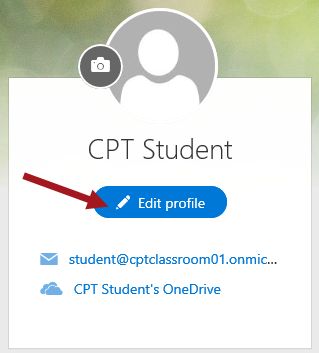 CPT Student
Edit profile
student@cptclassroom01.onmic...
CPT Student's OneDrive